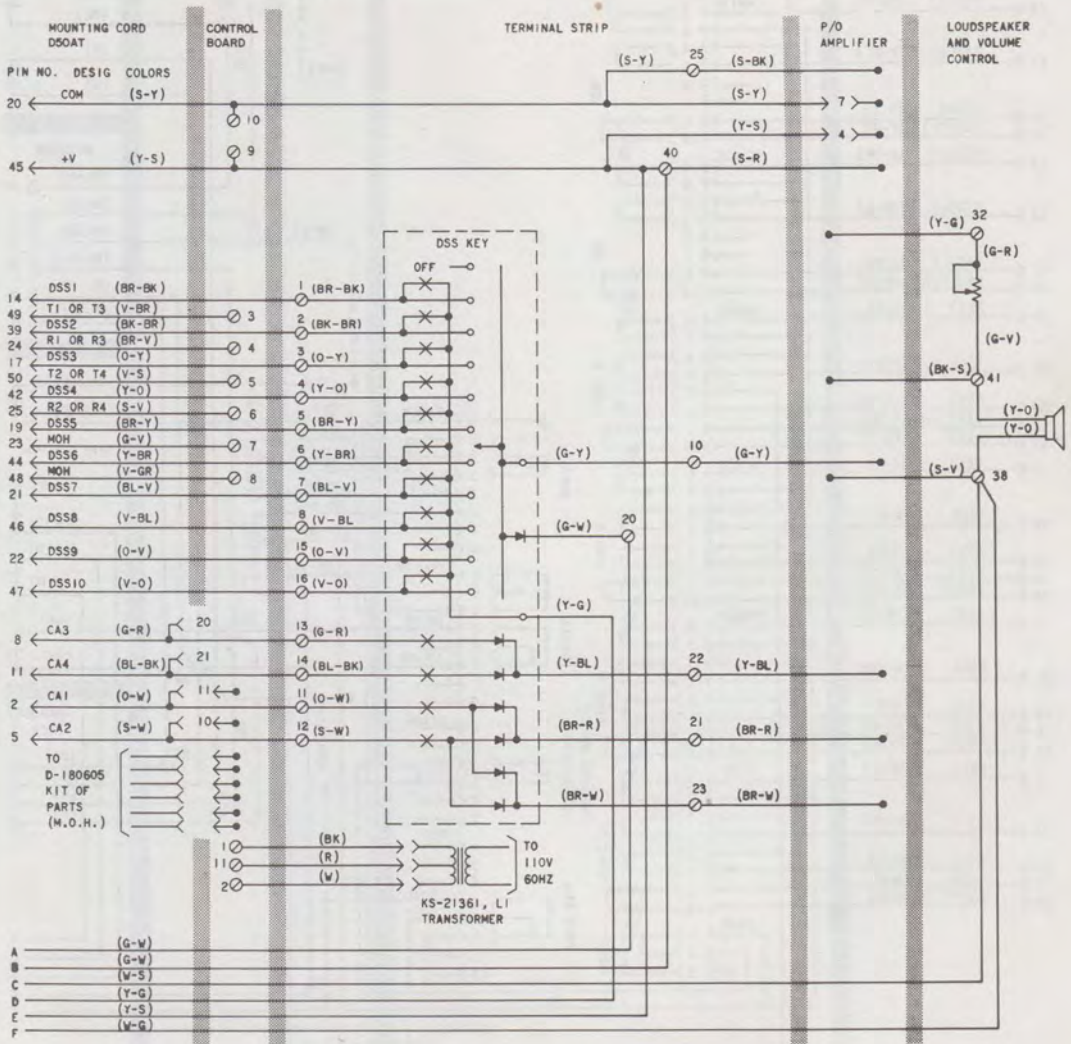 MOUNTING CORD
D50AT
CONTROL
BOARD
TERMINAL STRIP
P/O
AMPLIFIER
LOUDSPEAKER
AND VOLUME
CONTROL
PIN NO. DESIG COLORS
20 COM (S-Y)
10
9
45 +V (Y-S)
(S-Y) 25 (S-BK)
(S-Y) 7
(Y-S) 4
40 (S-R)
(Y-G) 32
(G-R)
(G-V)
(BK-S) 41
(Y-O)
(Y-O)
(S-V) 38
DSS KEY
OFF
14 DSS1 (BR-BK) 1 (BR-BK)
49 T1 OR T3 (V-BR) 3
39 DSS2 (BK-BR) 2 (BK-BR)
24 R1 OR R3 (BR-V) 4
17 DSS3 (O-Y) 3 (O-Y)
50 T2 OR T4 (V-S) 5
42 DSS4 (Y-O) 4 (Y-O)
25 R2 OR R4 (S-V) 6
19 DSS5 (BR-Y) 5 (BR-Y)
23 MOH (G-V) 7
44 DSS6 (Y-BR) 6 (Y-BR)
48 MOH (V-GR) 8
21 DSS7 (BL-V) 7 (BL-V)
46 DSS8 (V-BL) 8 (V-BL
22 DSS9 (O-V) 15 (O-V)
47 DSS10 (V-O) 16 (V-O)
(G-Y) 10 (G-Y)
(G-W) 20
(Y-G)
8 CA3 (G-R) 20 13 (G-R)
11 CA4 (BL-BK) 21 14 (BL-BK)
(Y-BL) 22 (Y-BL)
2 CA1 (O-W) 11 11 (O-W)
5 CA2 (S-W) 10 12 (S-W)
(BR-R) 21 (BR-R)
(BR-W) 23 (BR-W)
TO
D-180605
KIT OF
PARTS
(M.O.H.)
1 (BK)
11 (R)
2 (W)
TO
110V
60HZ
KS-21361, L1
TRANSFORMER
A (G-W)
B (G-W)
C (W-S)
D (Y-G)
E (Y-S)
F (W-G)